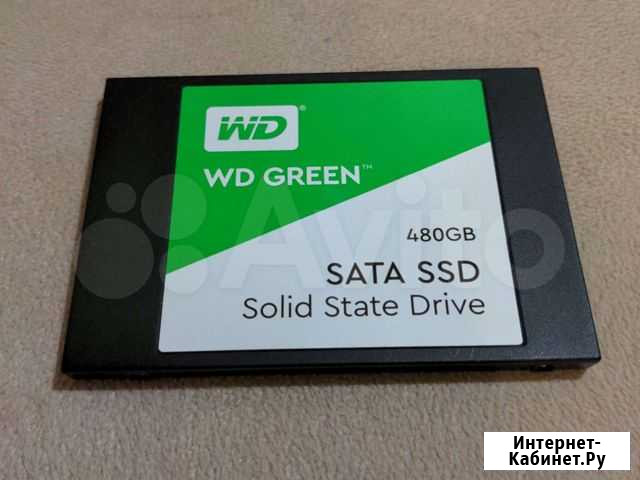 WD®
WD GREEN™
480GB
SATA SSD
Solid State Drive
Avito
Интернет-
Кабинет.Ру